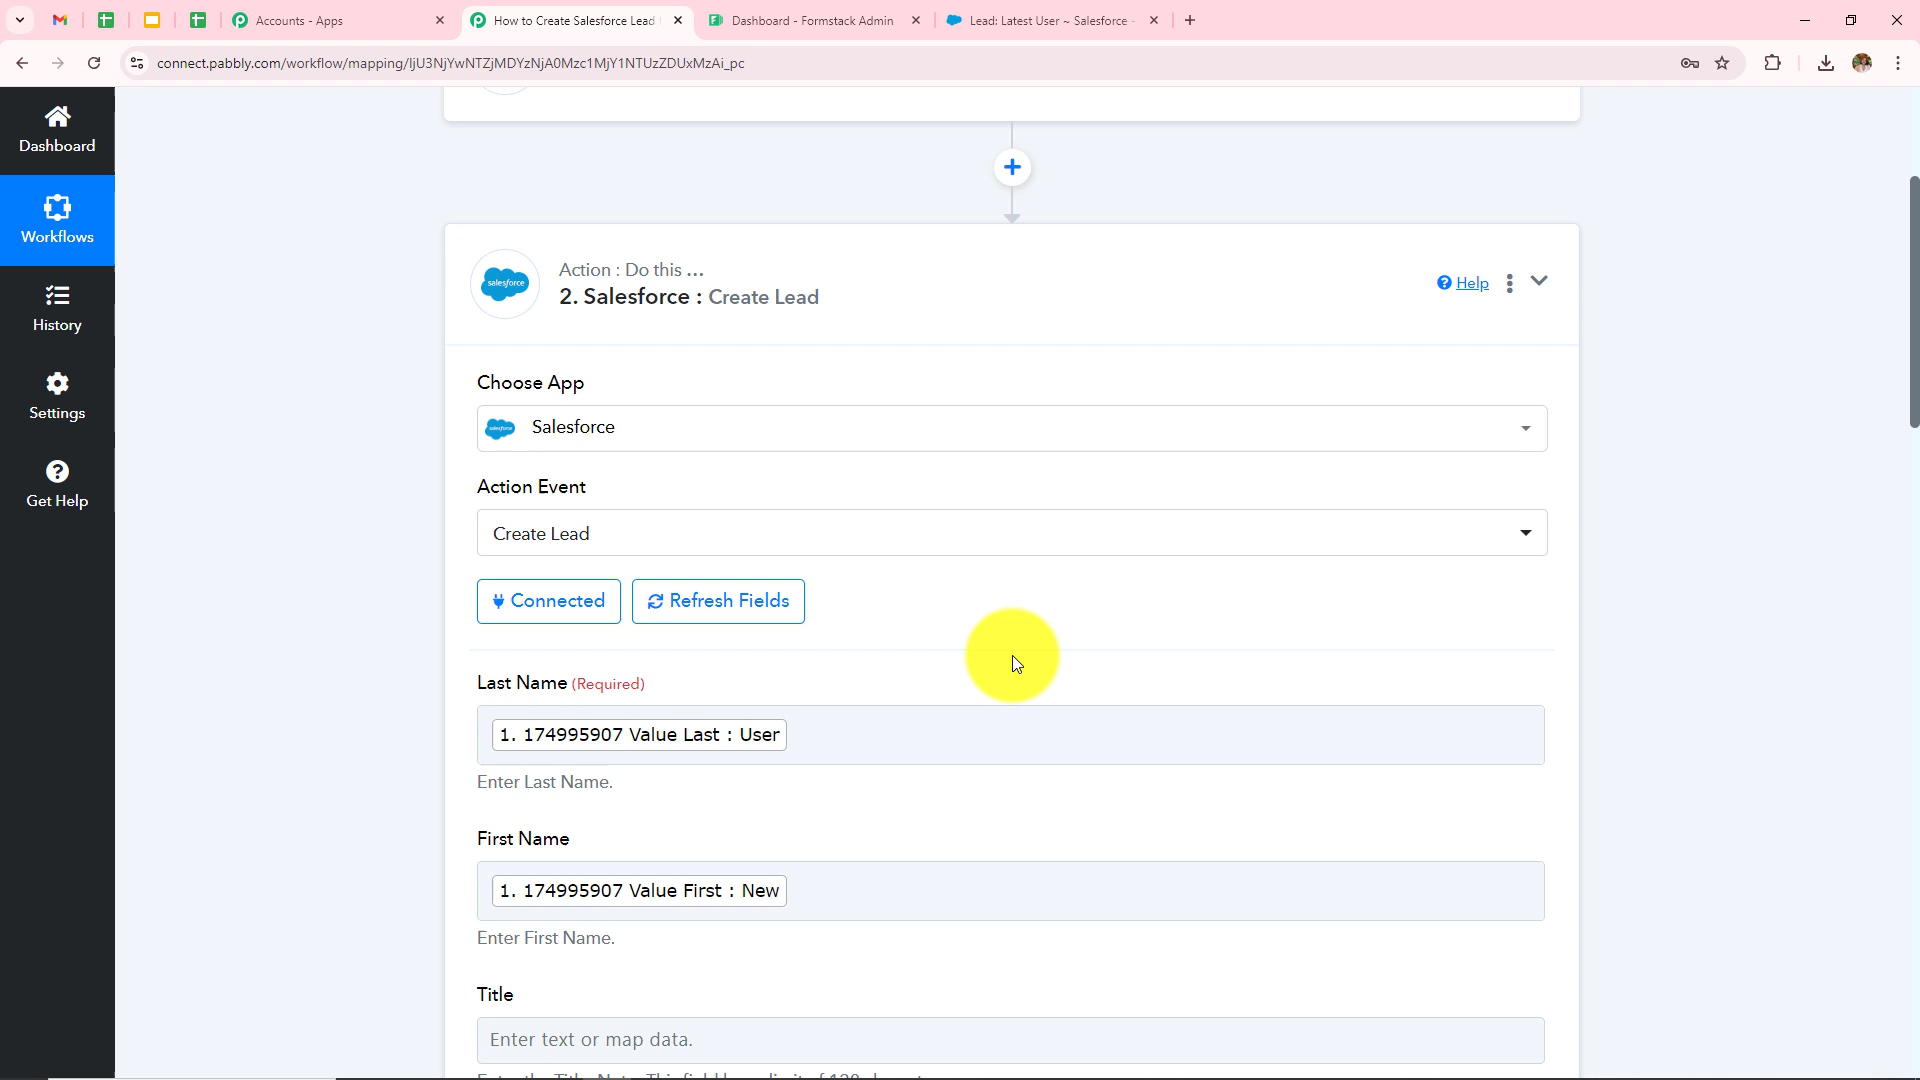 Accounts - Apps
How to Create Salesforce Lead
Dashboard - Formstack Admin
Lead: Latest User ~ Salesforce -
connect.pabbly.com/workflow/mapping/IjU3NjYwNTZjMDYzNjA0Mzc1MjY1NTUzZDUxMzAi_pc
Dashboard
Workflows
History
Settings
Get Help
salesforce
Action : Do this ...
2. Salesforce : Create Lead
Help
Choose App
Salesforce
Action Event
Create Lead
Connected
Refresh Fields
Last Name (Required)
1. 174995907 Value Last : User
Enter Last Name.
First Name
1. 174995907 Value First : New
Enter First Name.
Title
Enter text or map data.